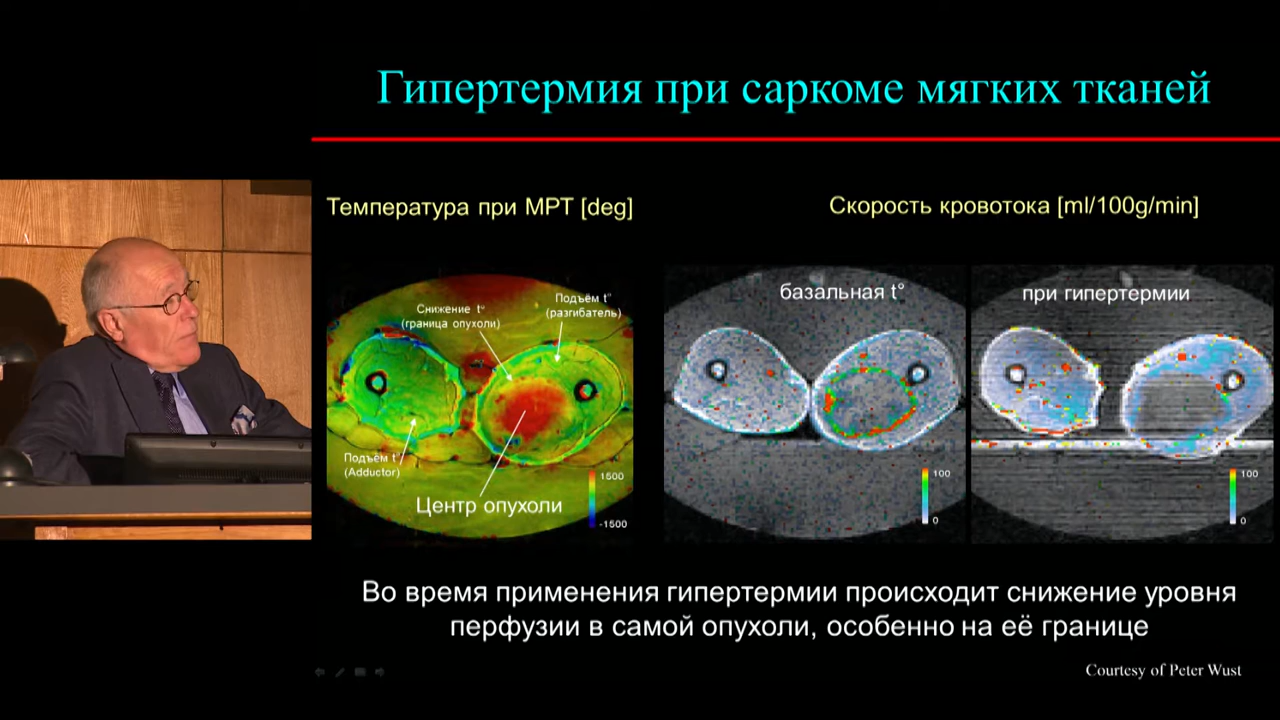 Гипертермия при саркоме мягких тканей
Температура при МРТ [deg]
Скорость кровотока [ml/100g/min]
Снижение t°
(граница опухоли)
Подъём t°
(разгибатель)
Подъём t°
(Adductor)
Центр опухоли
1500
-1500
базальная t°
100
0
при гипертермии
100
0
Во время применения гипертермии происходит снижение уровня
перфузии в самой опухоли, особенно на её границе
Courtesy of Peter Wust